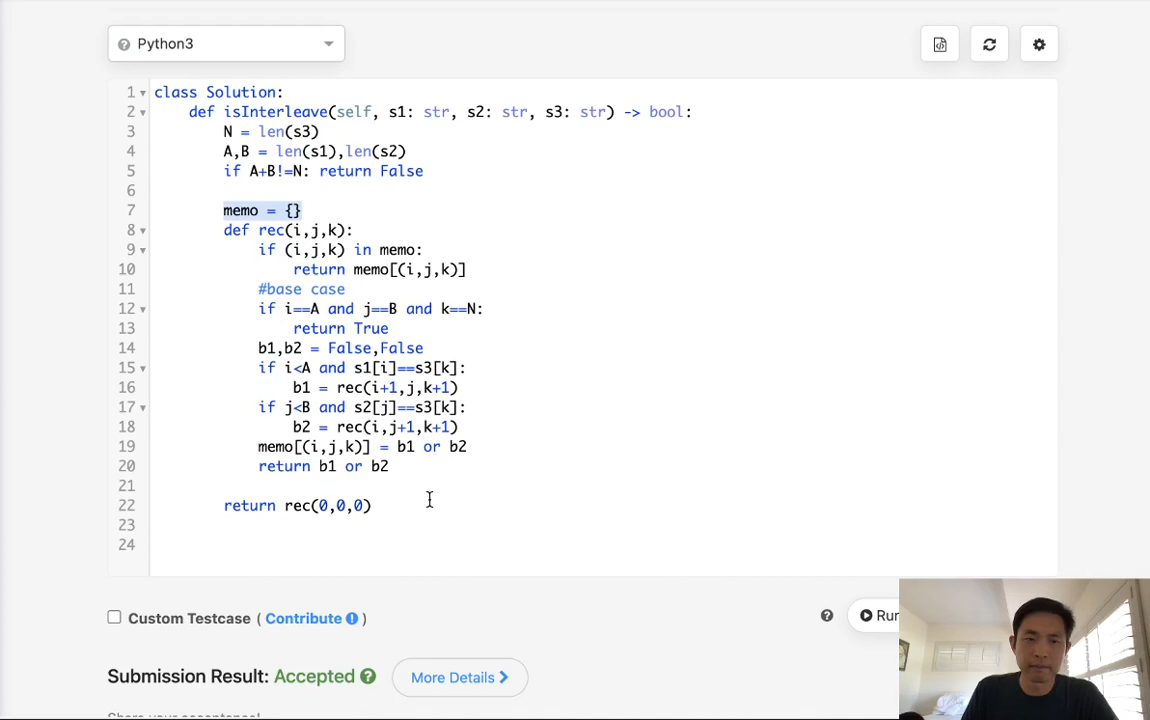 Python3
1 class Solution:
2 def isInterleave(self, s1: str, s2: str, s3: str) -> bool:
3 N = len(s3)
4 A,B = len(s1),len(s2)
5 if A+B!=N: return False
6
7 memo = {}
8 def rec(i,j,k):
9 if (i,j,k) in memo:
10 return memo[(i,j,k)]
11 #base case
12 if i==A and j==B and k==N:
13 return True
14 b1,b2 = False,False
15 if i<A and s1[i]==s3[k]:
16 b1 = rec(i+1,j,k+1)
17 if j<B and s2[j]==s3[k]:
18 b2 = rec(i,j+1,k+1)
19 memo[(i,j,k)] = b1 or b2
20 return b1 or b2
21
22 return rec(0,0,0)
23
24
Custom Testcase ( Contribute )
Submission Result: Accepted
More Details